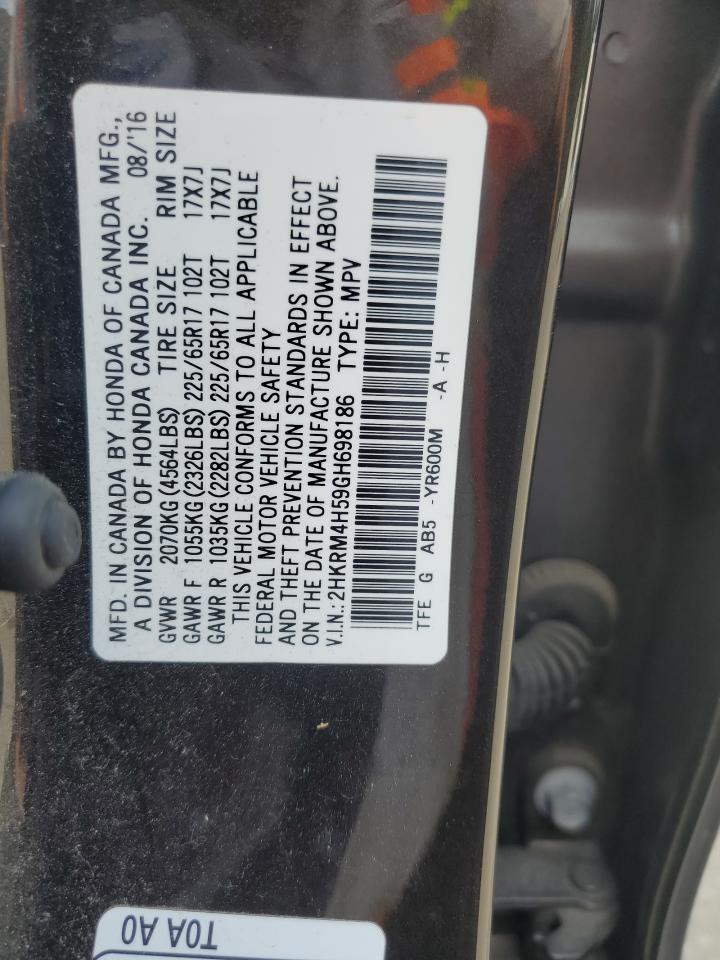 MFD. IN CANADA BY HONDA OF CANADA MFG.,
A DIVISION OF HONDA CANADA INC. 08/'16
GVWR 2070KG(4564LBS) TIRE SIZE RIM SIZE
GAWR F 1055KG(2326LBS) 225/65R17 102T 17X7J
GAWR R 1035KG(2282LBS) 225/65R17 102T 17X7J
THIS VEHICLE CONFORMS TO ALL APPLICABLE
FEDERAL MOTOR VEHICLE SAFETY
AND THEFT PREVENTION STANDARDS IN EFFECT
ON THE DATE OF MANUFACTURE SHOWN ABOVE.
V.IN.: 2HKRM4H59GH698186 TYPE: MPV
TFE G AB5 -YR600M -A -H
T0A A0